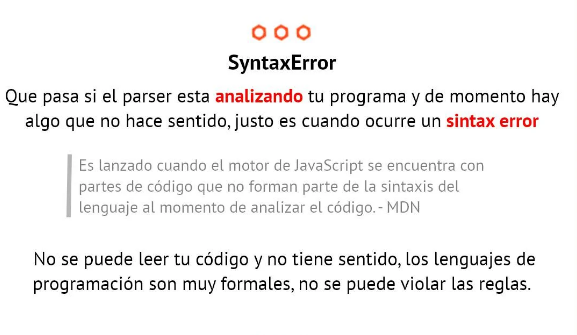 SyntaxError
Que pasa si el parser esta analizando tu programa y de momento hay
algo que no hace sentido, justo es cuando ocurre un sintax error
Es lanzado cuando el motor de JavaScript se encuentra con
partes de código que no forman parte de la sintaxis del
lenguaje al momento de analizar el código. - MDN
No se puede leer tu código y no tiene sentido, los lenguajes de
programación son muy formales, no se puede violar las reglas.